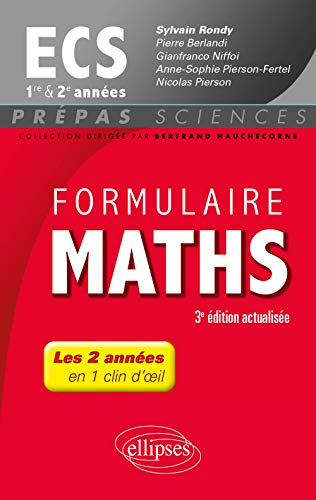 ECS
1re & 2e années
Sylvain Rondy
Pierre Berlandi
Gianfranco Niffoi
Anne-Sophie Pierson-Fertel
Nicolas Pierson
PRÉPAS SCIENCES
COLLECTION DIRIGÉE PAR BERTRAND HAUCHECORNE
FORMULAIRE
MATHS
3e édition actualisée
Les 2 années
en 1 clin d'œil
ellipses